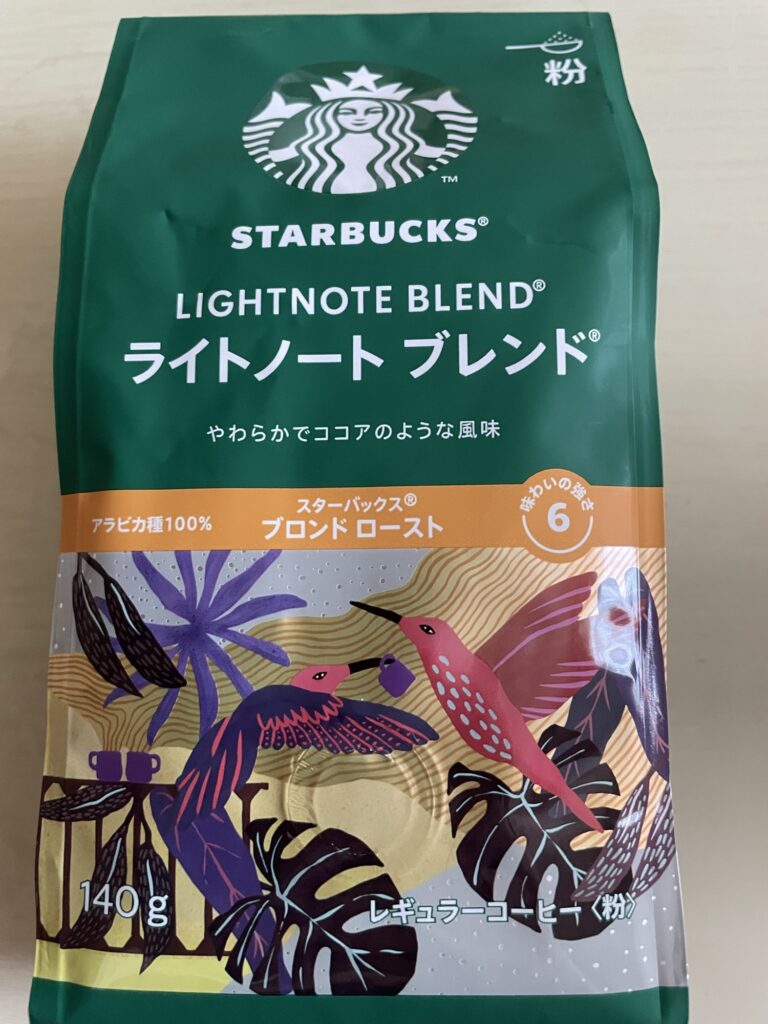 粉
TM
STARBUCKS®
LIGHTNOTE BLEND®
ライトノート ブレンド®
やわらかでココアのような風味
アラビカ種100%
スターバックス®
ブロンド ロースト
味わいの強さ
6
140g
レギュラーコーヒー〈粉〉